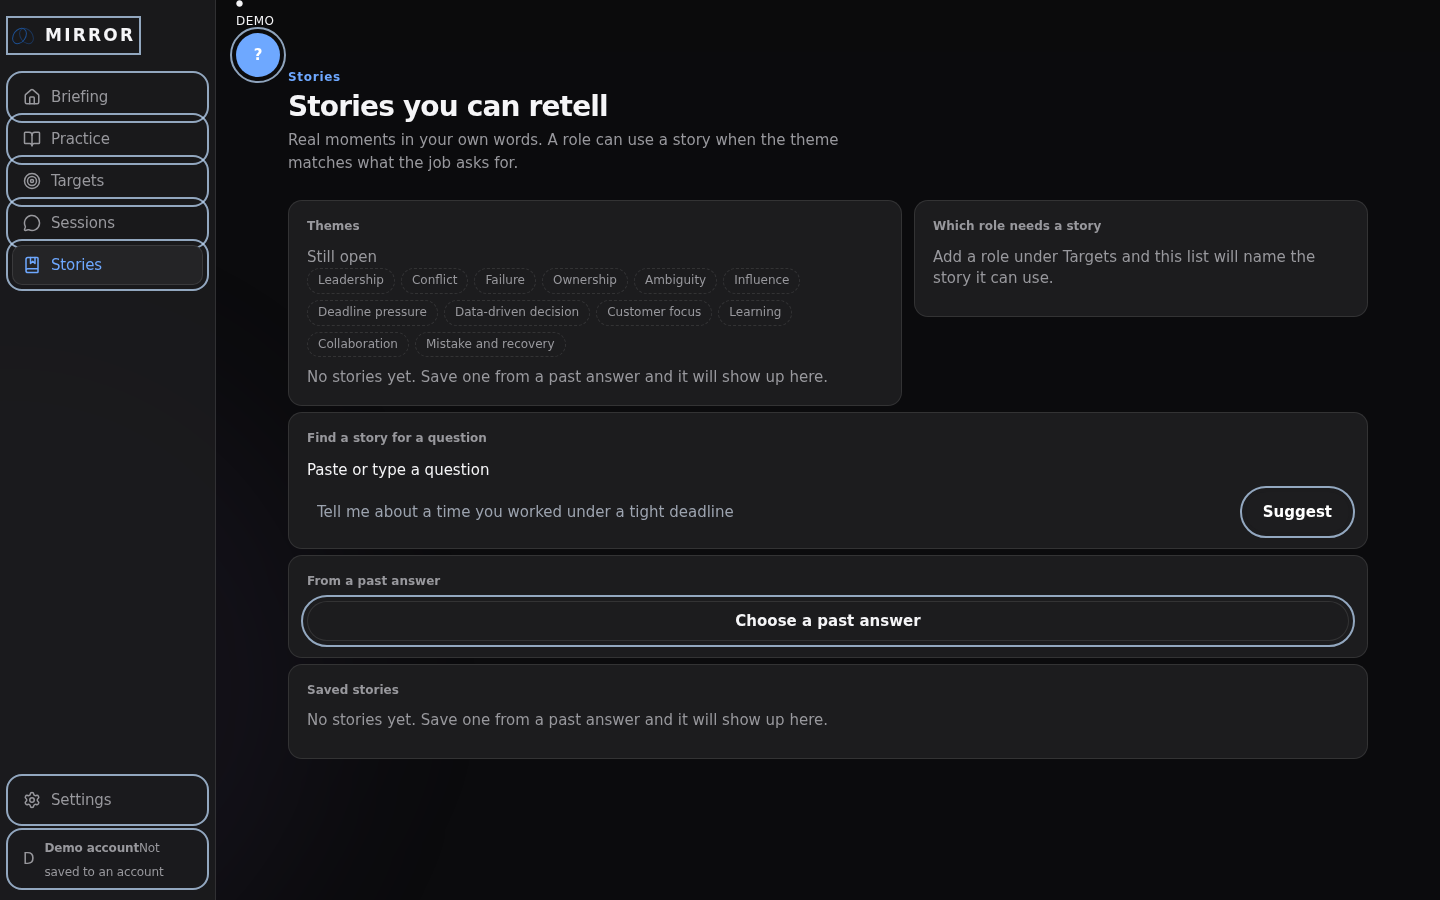 MIRROR
Briefing
Practice
Targets
Sessions
Stories
Settings
D
Demo accountNot
saved to an account
DEMO
?
Stories
Stories you can retell
Real moments in your own words. A role can use a story when the theme
matches what the job asks for.
Themes
Still open
Leadership Conflict Failure Ownership Ambiguity Influence
Deadline pressure Data-driven decision Customer focus Learning
Collaboration Mistake and recovery
No stories yet. Save one from a past answer and it will show up here.
Which role needs a story
Add a role under Targets and this list will name the
story it can use.
Find a story for a question
Paste or type a question
Tell me about a time you worked under a tight deadline
Suggest
From a past answer
Choose a past answer
Saved stories
No stories yet. Save one from a past answer and it will show up here.